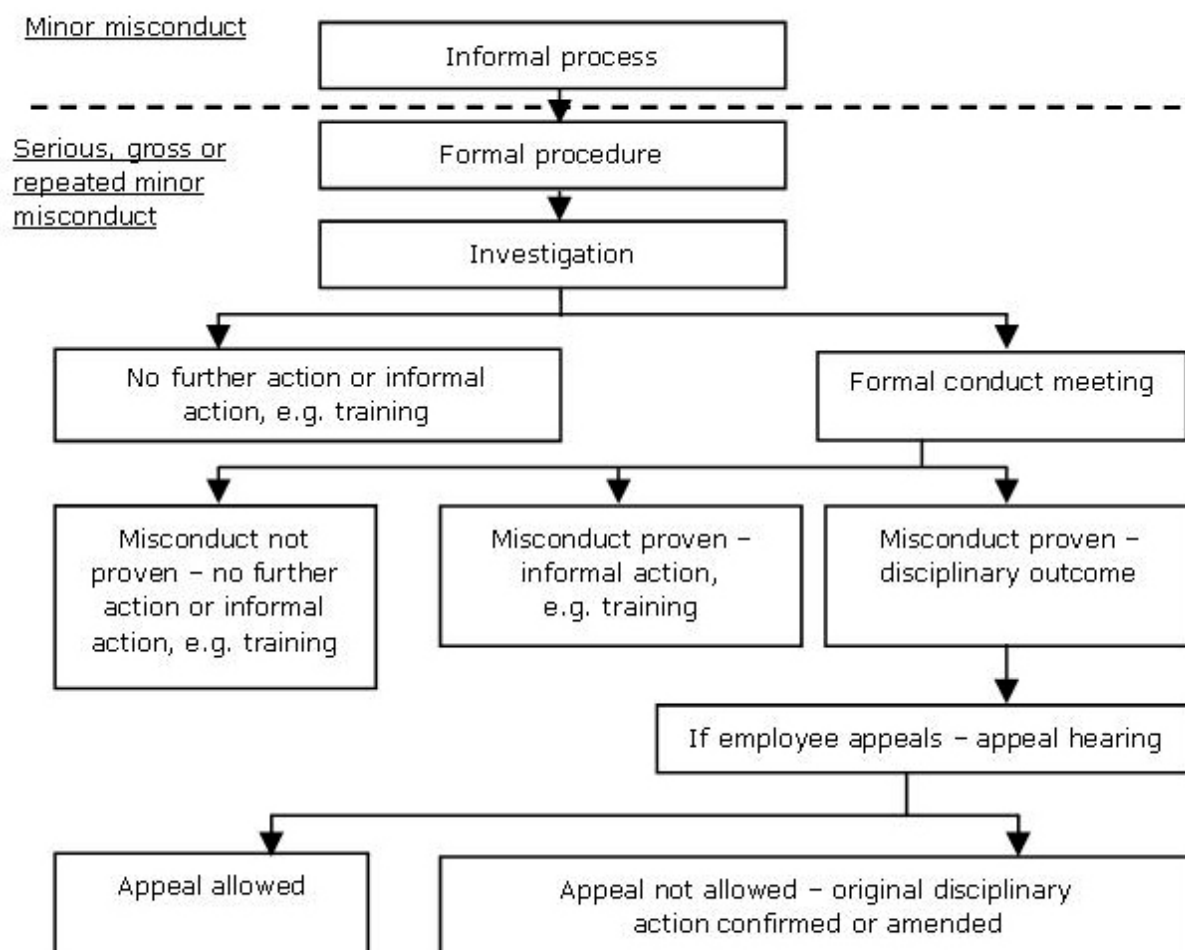 Minor misconduct
Informal process
Serious, gross or
repeated minor
misconduct
Formal procedure
Investigation
No further action or informal
action, e.g. training
Formal conduct meeting
Misconduct not
proven – no further
action or informal
action, e.g. training
Misconduct proven –
informal action,
e.g. training
Misconduct proven –
disciplinary outcome
If employee appeals – appeal hearing
Appeal allowed
Appeal not allowed – original disciplinary
action confirmed or amended